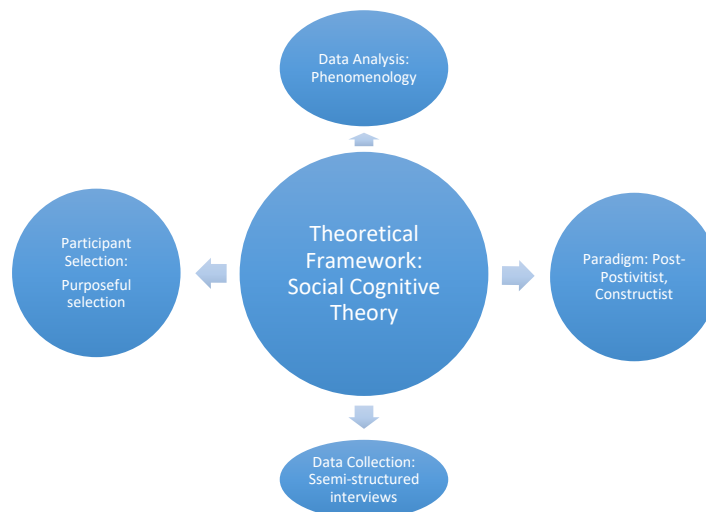 Data Analysis:
Phenomenology
Participant
Selection:
Purposeful
selection
Theoretical
Framework:
Social Cognitive
Theory
Paradigm: Post-
Postivitist,
Constructist
Data Collection:
Ssemi-structured
interviews